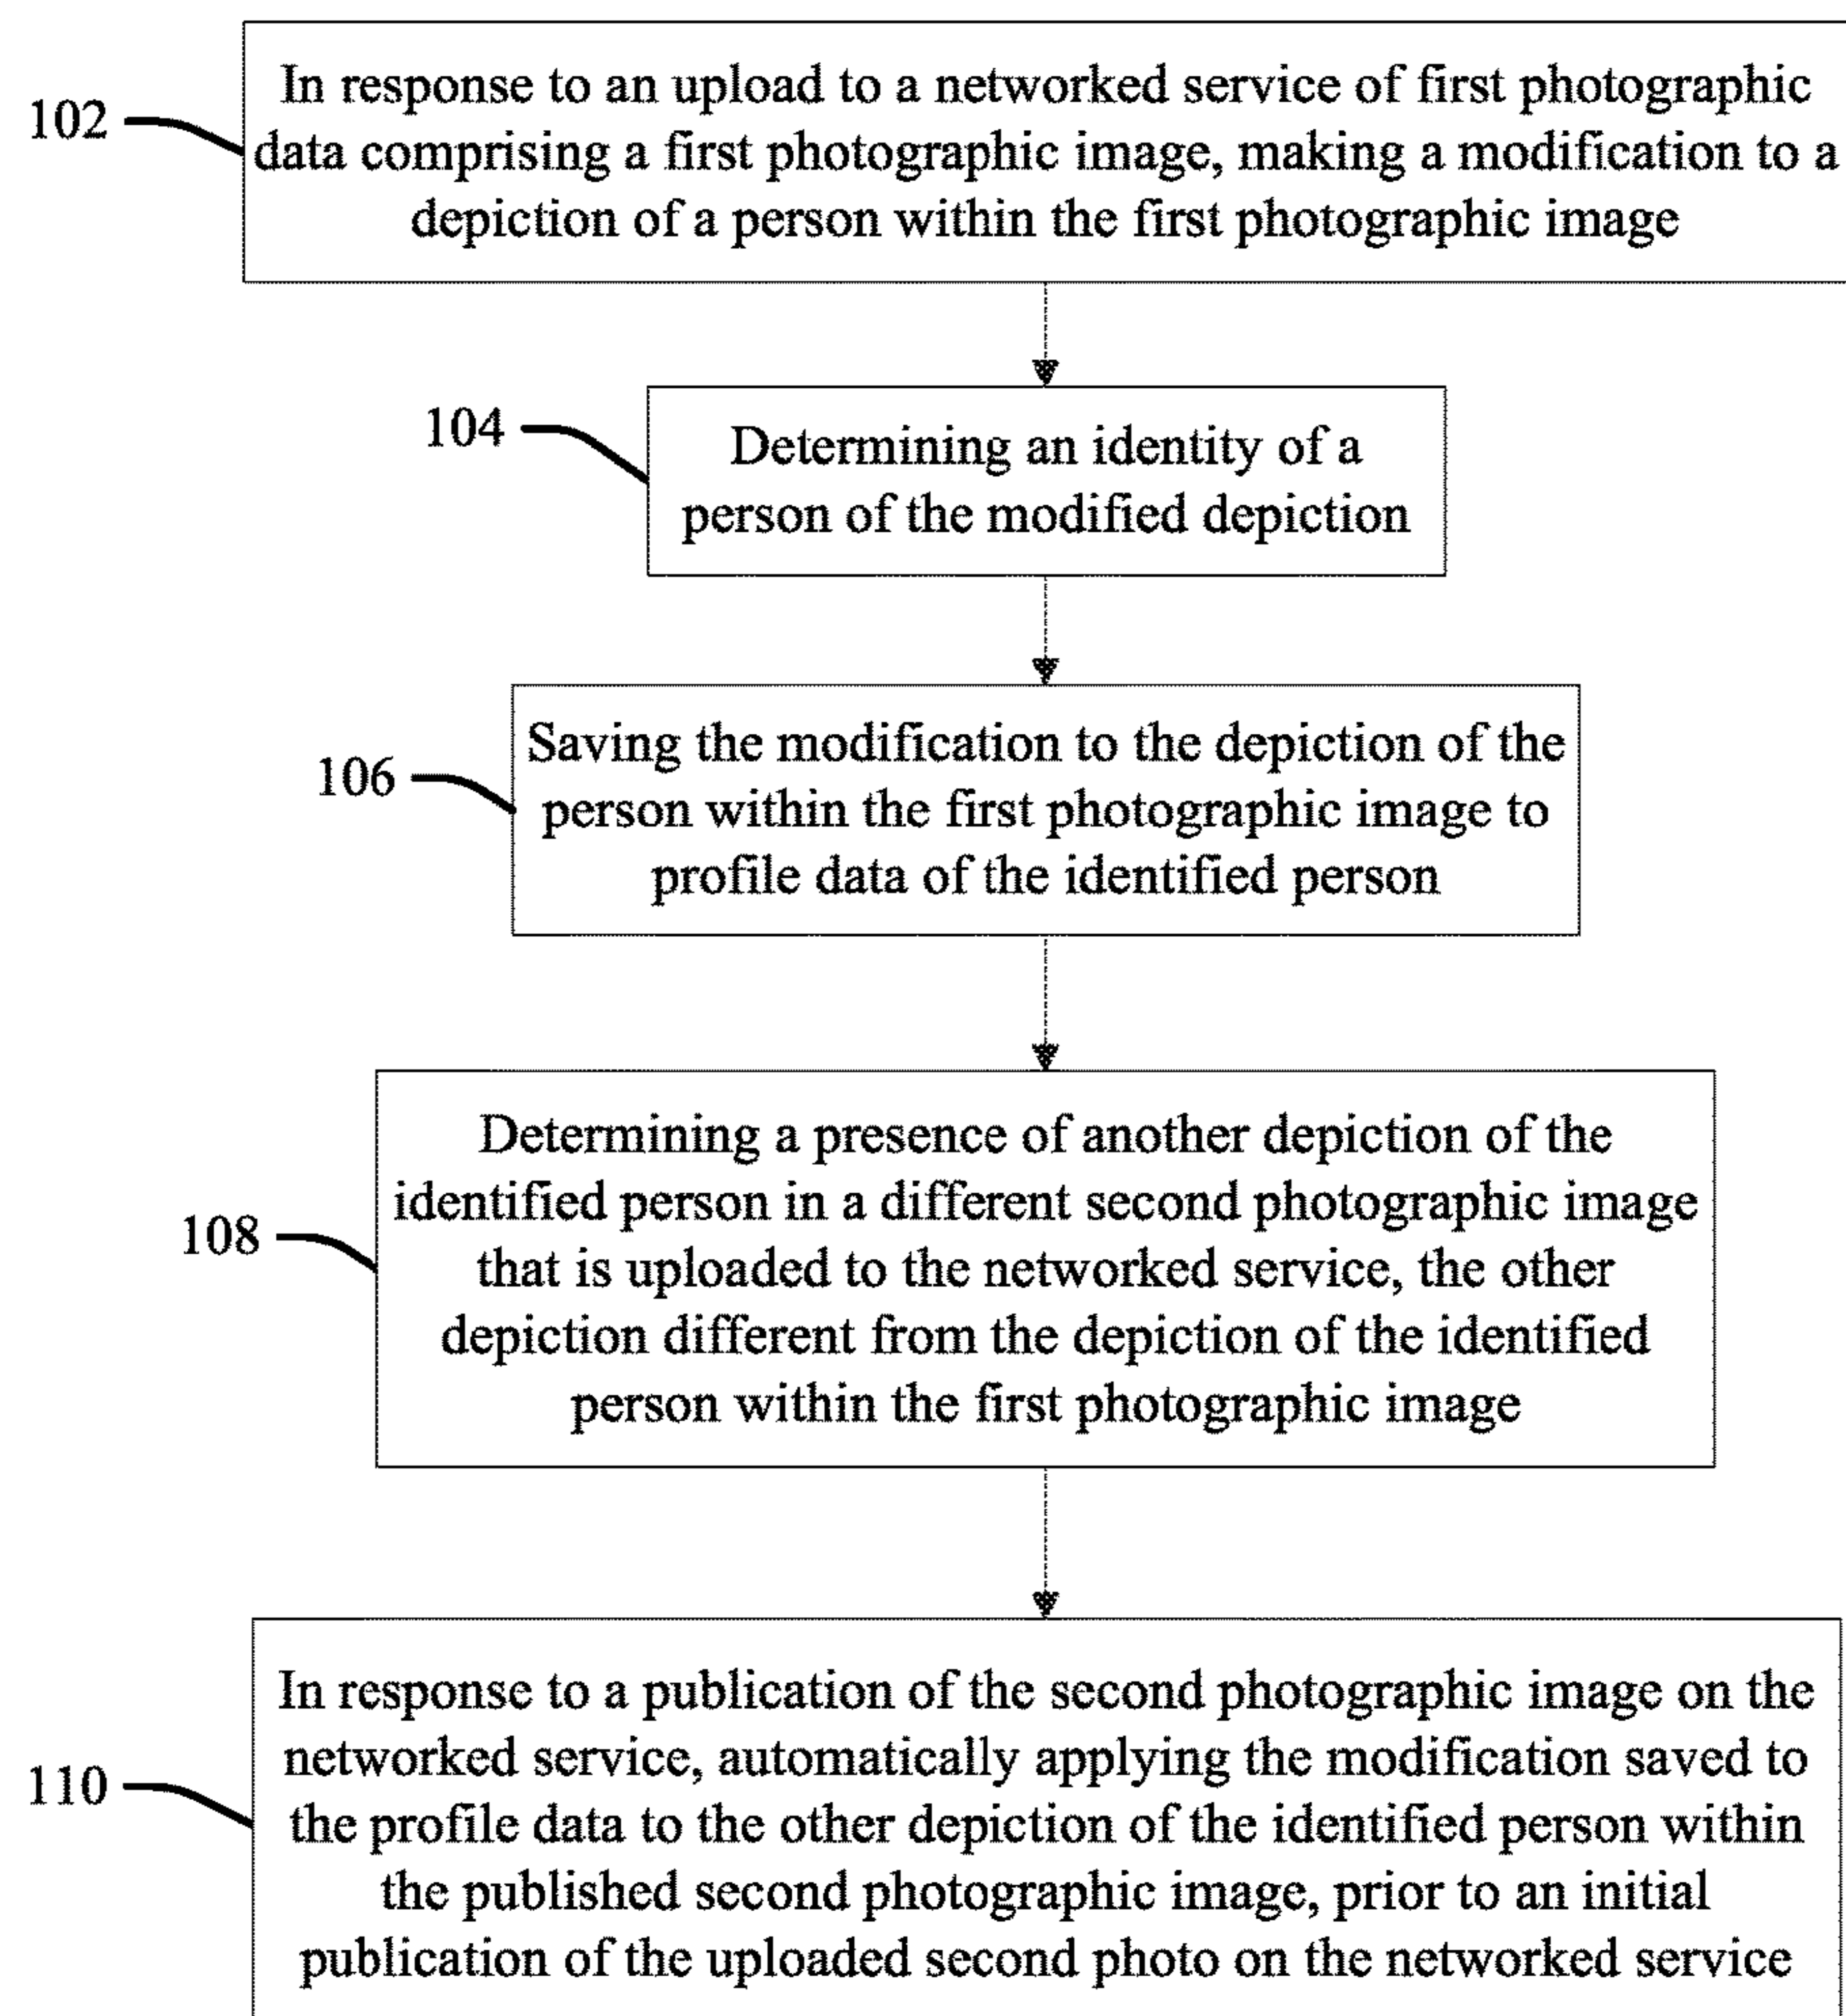 102
In response to an upload to a networked service of first photographic
data comprising a first photographic image, making a modification to a
depiction of a person within the first photographic image
104
Determining an identity of a
person of the modified depiction
106
Saving the modification to the depiction of the
person within the first photographic image to
profile data of the identified person
108
Determining a presence of another depiction of the
identified person in a different second photographic image
that is uploaded to the networked service, the other
depiction different from the depiction of the identified
person within the first photographic image
110
In response to a publication of the second photographic image on the
networked service, automatically applying the modification saved to
the profile data to the other depiction of the identified person within
the published second photographic image, prior to an initial
publication of the uploaded second photo on the networked service